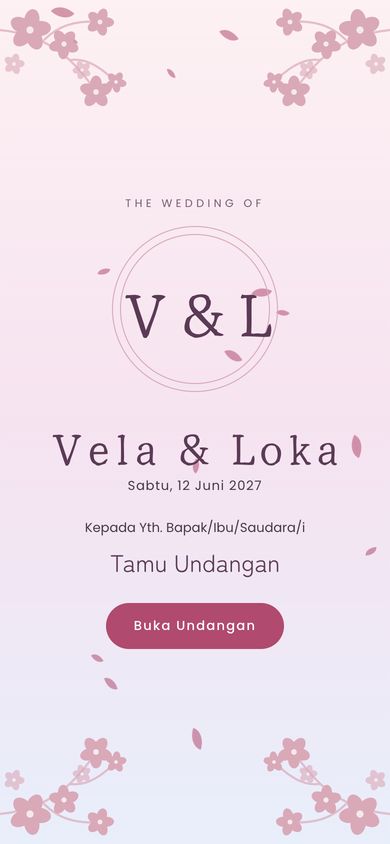 THE WEDDING OF
V & L
Vela & Loka
Sabtu, 12 Juni 2027
Kepada Yth. Bapak/Ibu/Saudara/i
Tamu Undangan
Buka Undangan